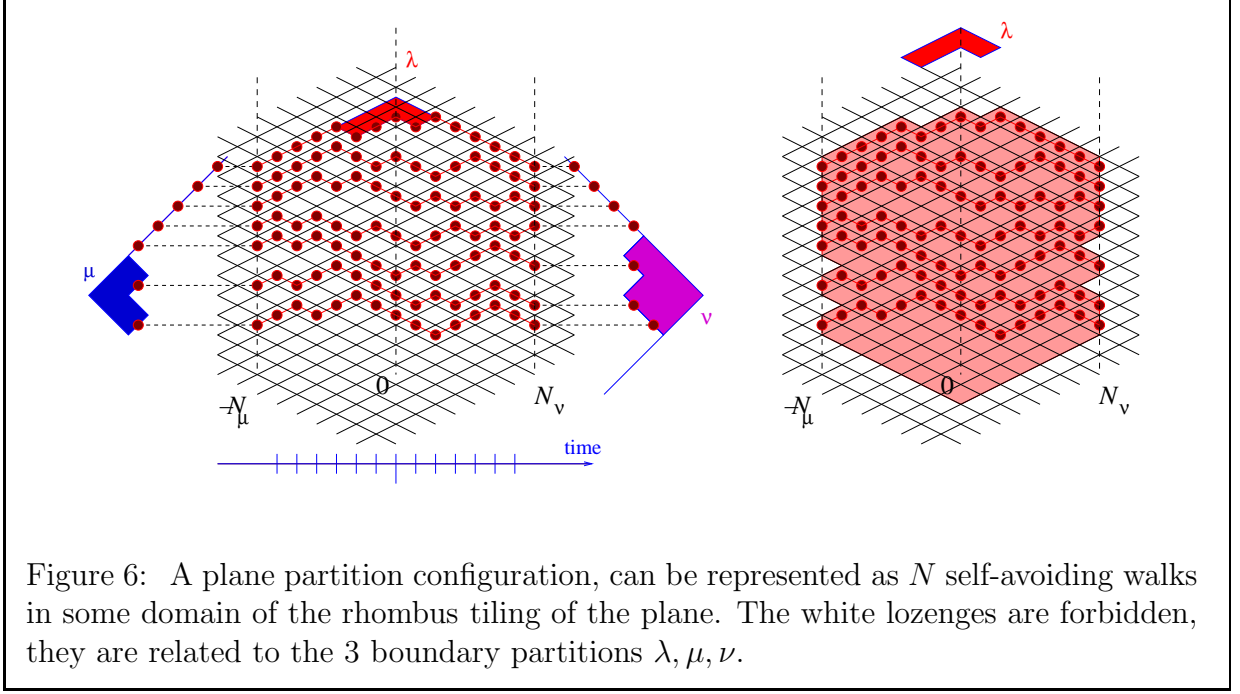 λ
λ
μ
ν
0
-N_μ
N_ν
time
0
-N_μ
N_ν
Figure 6: A plane partition configuration, can be represented as N self-avoiding walks
in some domain of the rhombus tiling of the plane. The white lozenges are forbidden,
they are related to the 3 boundary partitions λ, μ, ν.